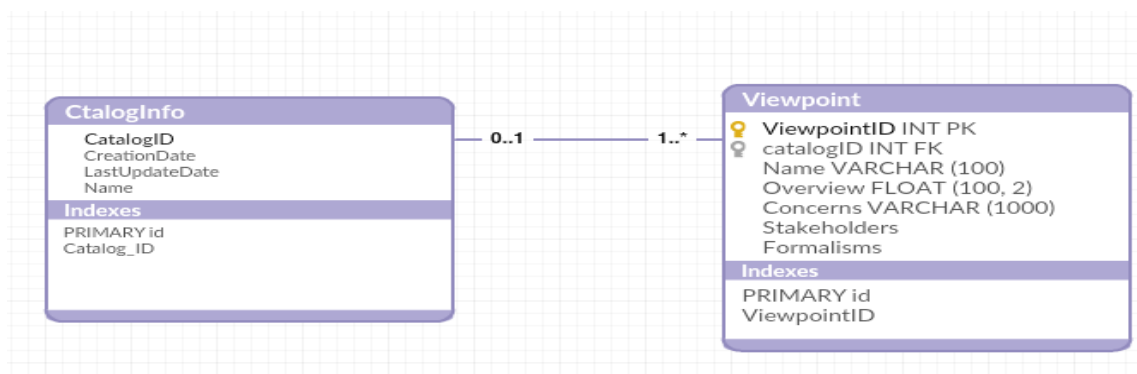 CtalogInfo
CatalogID
CreationDate
LastUpdateDate
Name
Indexes
PRIMARY id
Catalog_ID
0..1
1..*
Viewpoint
ViewpointID INT PK
catalogID INT FK
Name VARCHAR (100)
Overview FLOAT (100, 2)
Concerns VARCHAR (1000)
Stakeholders
Formalisms
Indexes
PRIMARY id
ViewpointID